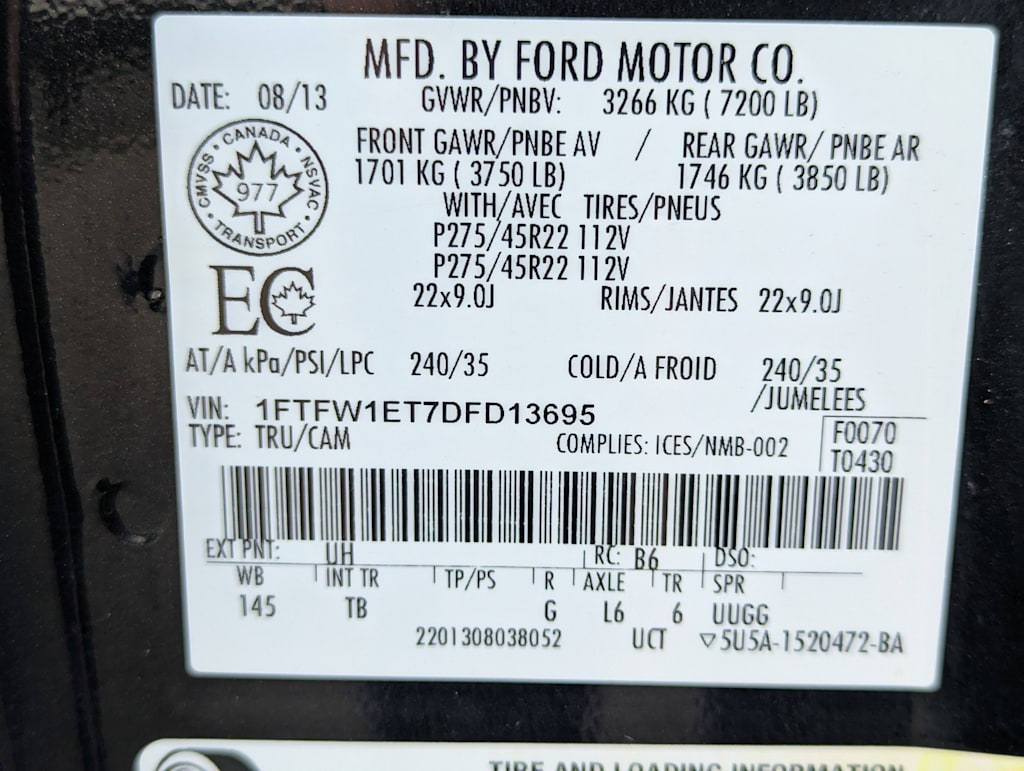 MFD. BY FORD MOTOR CO.
DATE: 08/13 GVWR/PNBV: 3266 KG ( 7200 LB)
FRONT GAWR/PNBE AV / REAR GAWR/ PNBE AR
1701 KG ( 3750 LB) 1746 KG ( 3850 LB)
CMVSS • CANADA • NSVAC • TRANSPORT •
977
WITH/AVEC TIRES/PNEUS
P275/45R22 112V
P275/45R22 112V
EC
22x9.0J RIMS/JANTES 22x9.0J
AT/A kPa/PSI/LPC 240/35 COLD/A FROID 240/35
/JUMELEES
VIN: 1FTFW1ET7DFD13695
TYPE: TRU/CAM COMPLIES: ICES/NMB-002
F0070
T0430
EXT PNT: UH RC: B6 DSO:
WB INT TR TP/PS R AXLE TR SPR
145 TB G L6 6 UUGG
2201308038052 UCT ▽5U5A-1520472-BA
TIRE AND LOADING INFORMATION